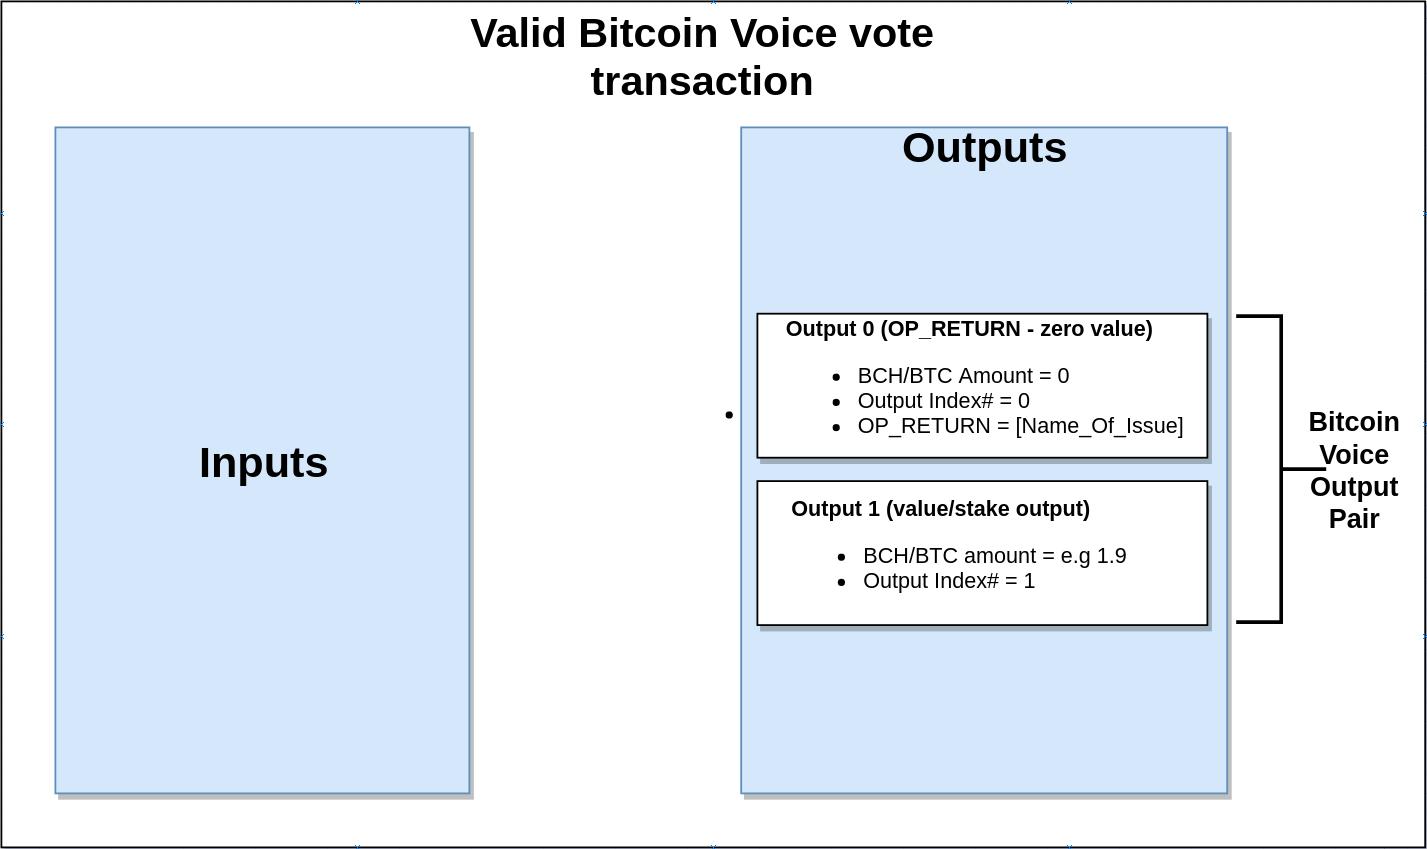 Valid Bitcoin Voice vote
transaction
Inputs
Outputs
Output 0 (OP_RETURN - zero value)
• BCH/BTC Amount = 0
• Output Index# = 0
• OP_RETURN = [Name_Of_Issue]
Output 1 (value/stake output)
• BCH/BTC amount = e.g 1.9
• Output Index# = 1
Bitcoin
Voice
Output
Pair